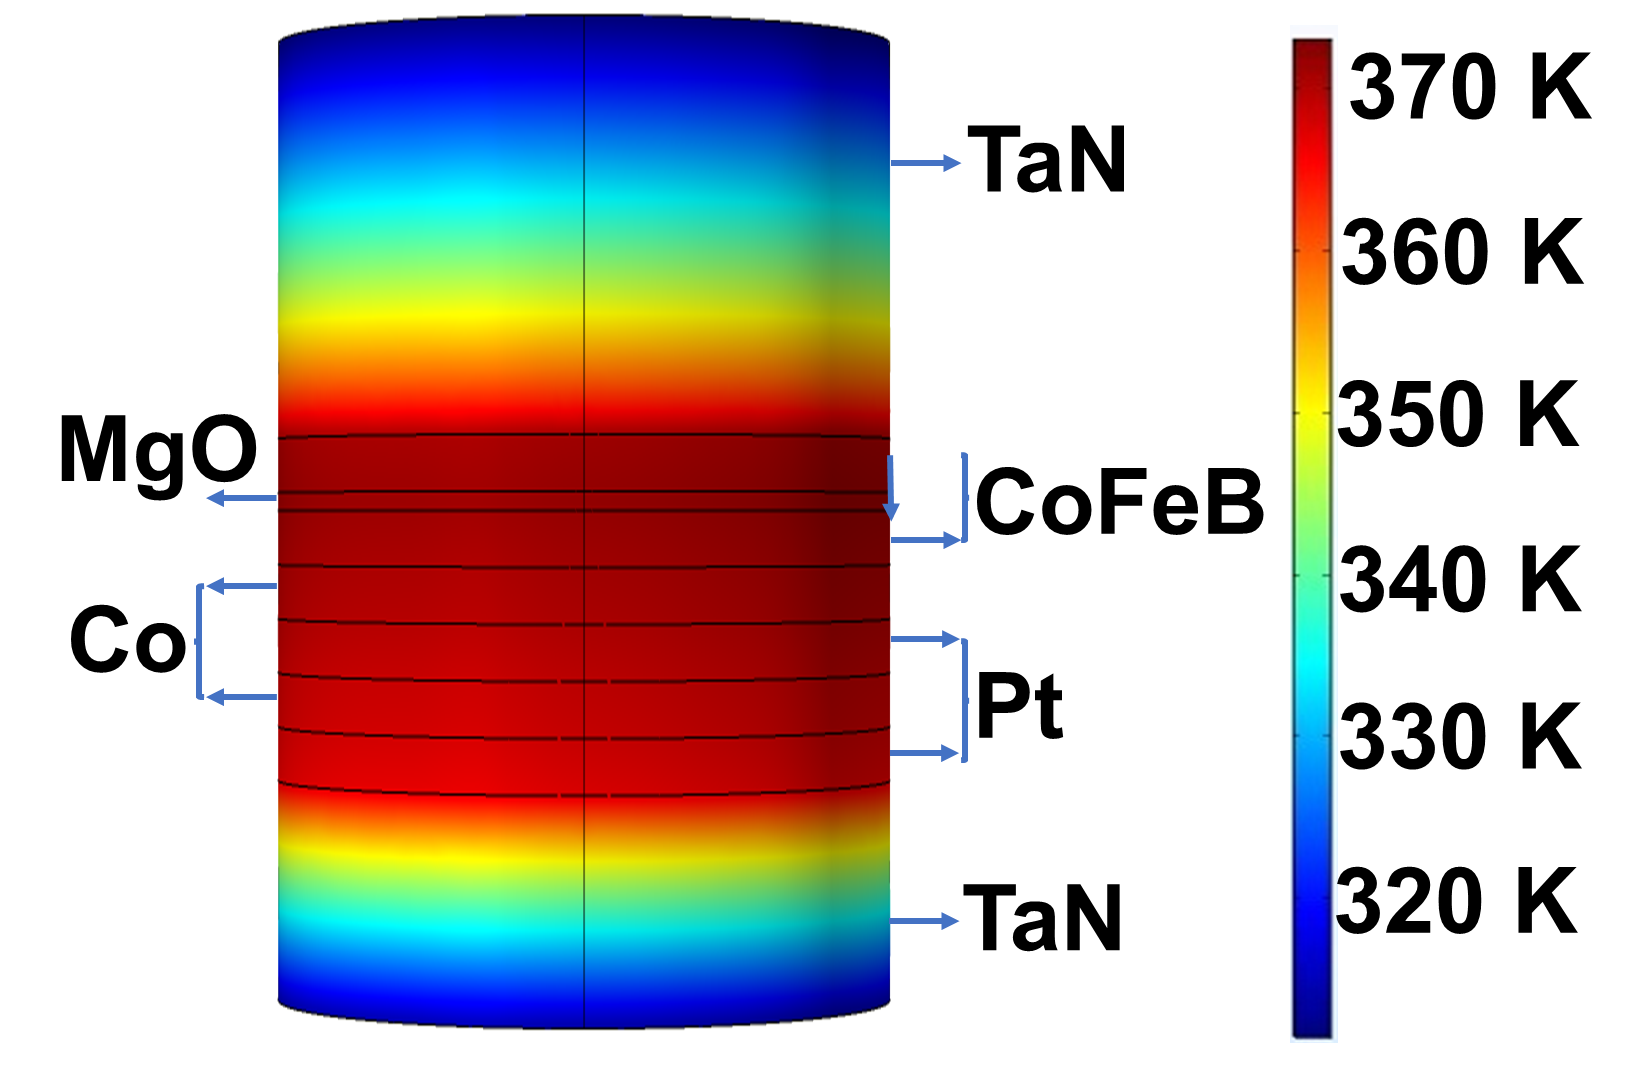 370 K
TaN
360 K
350 K
MgO
CoFeB
340 K
Co
Pt
330 K
320 K
TaN